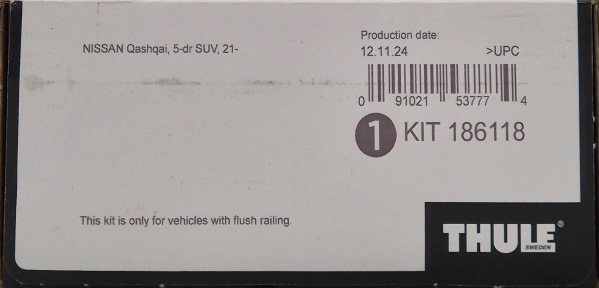 NISSAN Qashqai, 5-dr SUV, 21-
Production date:
12.11.24 >UPC
0 91021 53777 4
1 KIT 186118
This kit is only for vehicles with flush railing.
THULE®
SWEDEN